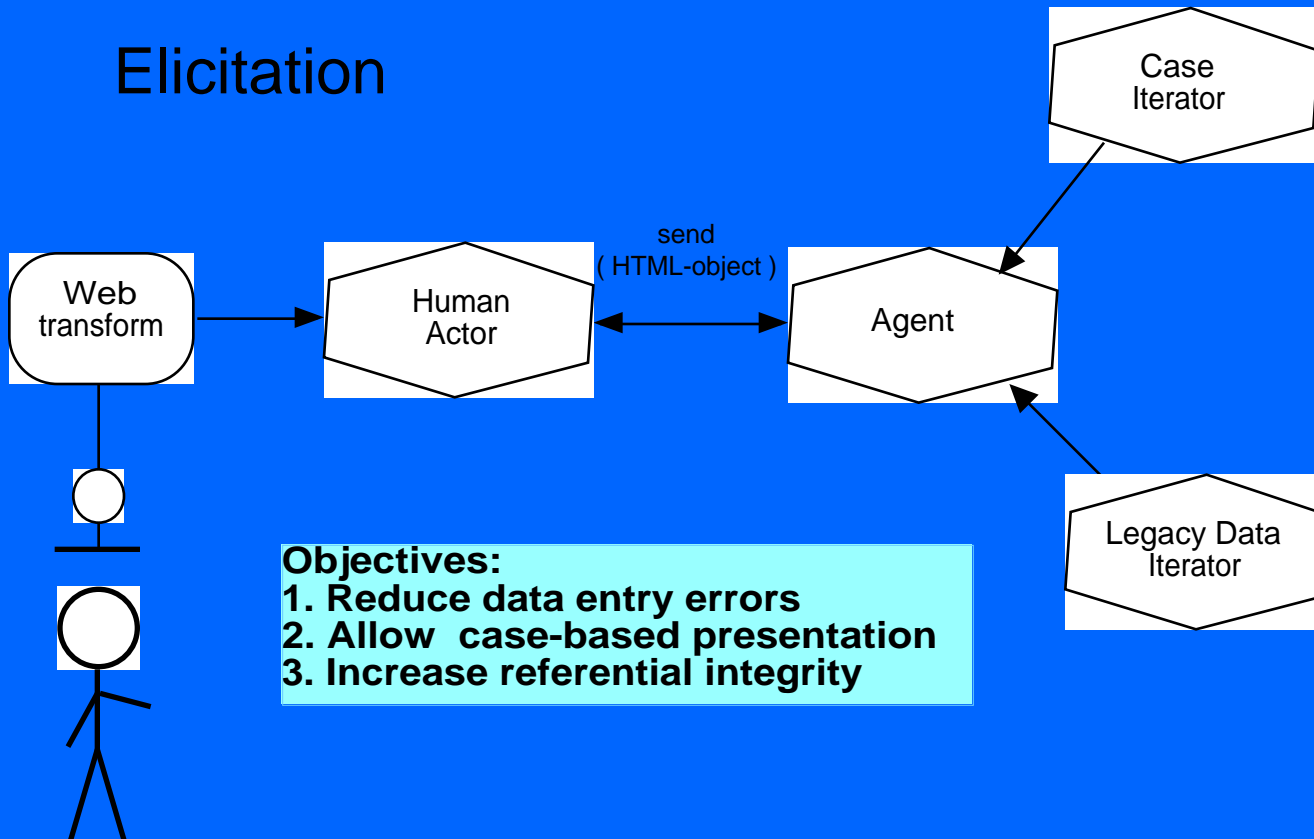 Elicitation
Case
Iterator
send
( HTML-object )
Web
transform
Human
Actor
Agent
Legacy Data
Iterator
Objectives:
1. Reduce data entry errors
2. Allow  case-based presentation
3. Increase referential integrity